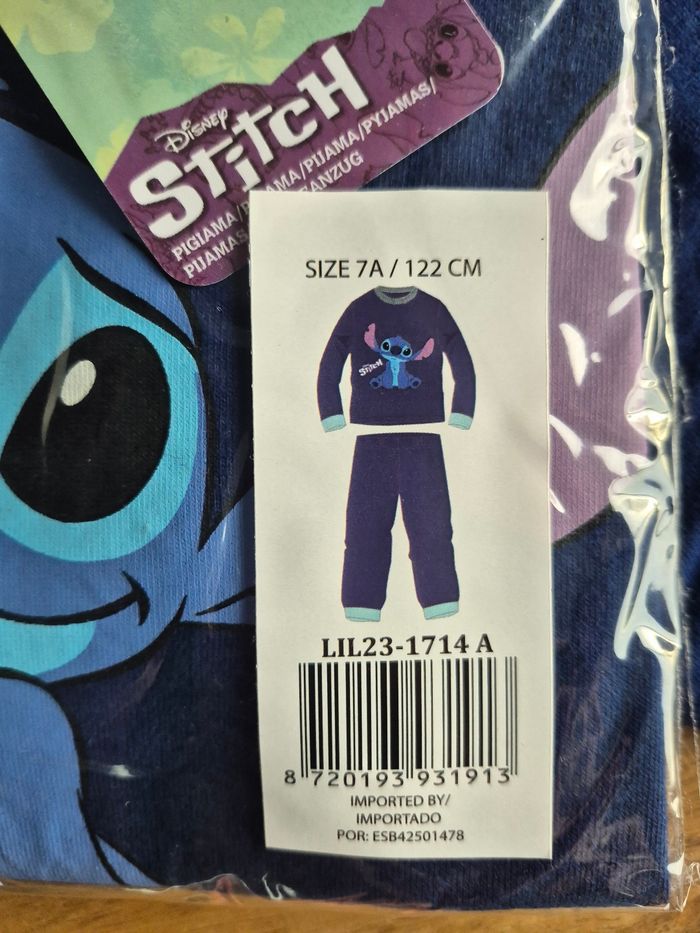 Disney
StitcH
PIGIAMA/ AMA/PIJAMA/PYJAMAS/
PIJAMAS
SIZE 7A / 122 CM
StitcH
LIL23-1714 A
8 720193 931913
IMPORTED BY/
IMPORTADO
POR: ESB42501478